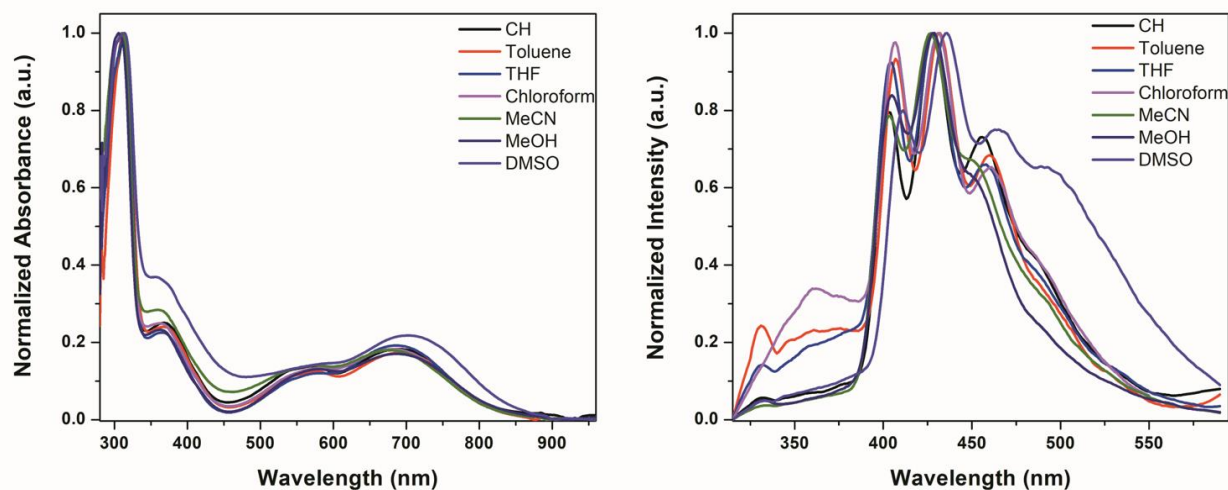 Normalized Absorbance (a.u.)
1.0
0.8
0.6
0.4
0.2
0.0
CH
Toluene
THF
Chloroform
MeCN
MeOH
DMSO
300 400 500 600 700 800 900
Wavelength (nm)
Normalized Intensity (a.u.)
1.0
0.8
0.6
0.4
0.2
0.0
CH
Toluene
THF
Chloroform
MeCN
MeOH
DMSO
350 400 450 500 550
Wavelength (nm)